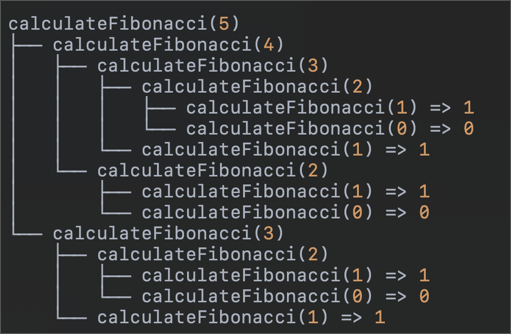 calculateFibonacci(5)
├── calculateFibonacci(4)
│   ├── calculateFibonacci(3)
│   │   ├── calculateFibonacci(2)
│   │   │   ├── calculateFibonacci(1) => 1
│   │   │   └── calculateFibonacci(0) => 0
│   │   └── calculateFibonacci(1) => 1
│   └── calculateFibonacci(2)
│       ├── calculateFibonacci(1) => 1
│       └── calculateFibonacci(0) => 0
└── calculateFibonacci(3)
    ├── calculateFibonacci(2)
    │   ├── calculateFibonacci(1) => 1
    │   └── calculateFibonacci(0) => 0
    └── calculateFibonacci(1) => 1